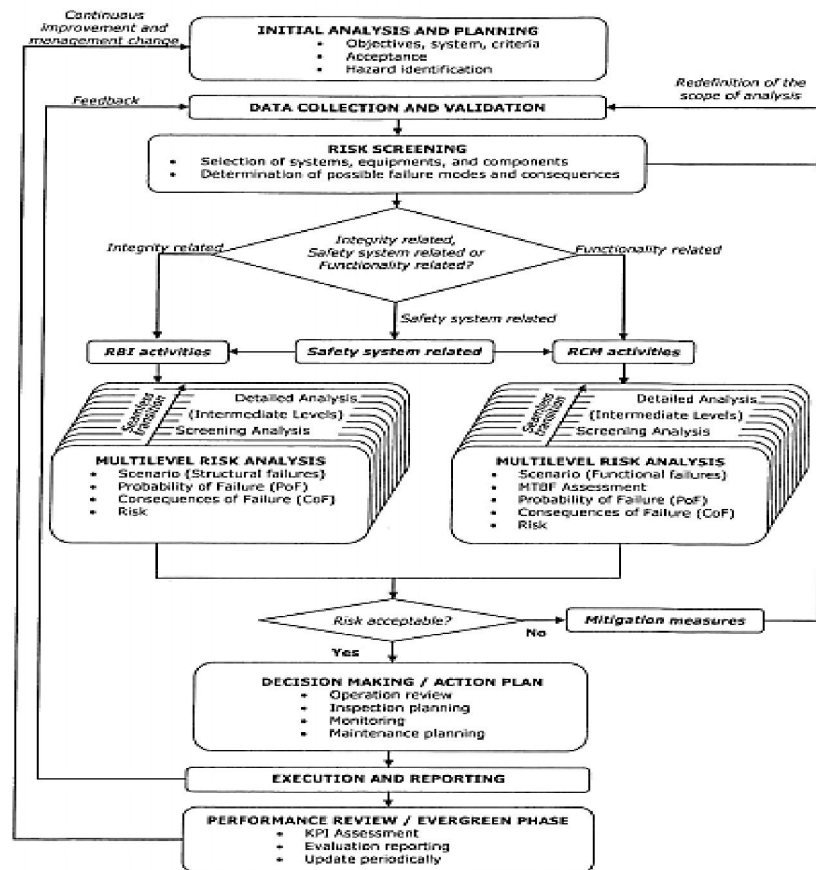 Continuous
improvement and
management change
INITIAL ANALYSIS AND PLANNING
• Objectives, system, criteria
• Acceptance
• Hazard identification
Feedback
DATA COLLECTION AND VALIDATION
Redefinition of the
scope of analysis
RISK SCREENING
• Selection of systems, equipments, and components
• Determination of possible failure modes and consequences
Integrity related
Integrity related,
Safety system related or
Functionality related?
Functionality related
Safety system related
RBI activities
Safety system related
RCM activities
Seamless
transition
Detailed Analysis
(Intermediate Levels)
Screening Analysis
MULTILEVEL RISK ANALYSIS
• Scenario (Structural failures)
• Probability of Failure (PoF)
• Consequences of Failure (CoF)
• Risk
Seamless
transition
Detailed Analysis
(Intermediate Levels)
Screening Analysis
MULTILEVEL RISK ANALYSIS
• Scenario (Functional failures)
• MTBF Assessment
• Probability of Failure (PoF)
• Consequences of Failure (CoF)
• Risk
Risk acceptable?
No
Mitigation measures
Yes
DECISION MAKING / ACTION PLAN
• Operation review
• Inspection planning
• Monitoring
• Maintenance planning
EXECUTION AND REPORTING
PERFORMANCE REVIEW / EVERGREEN PHASE
• KPI Assessment
• Evaluation reporting
• Update periodically